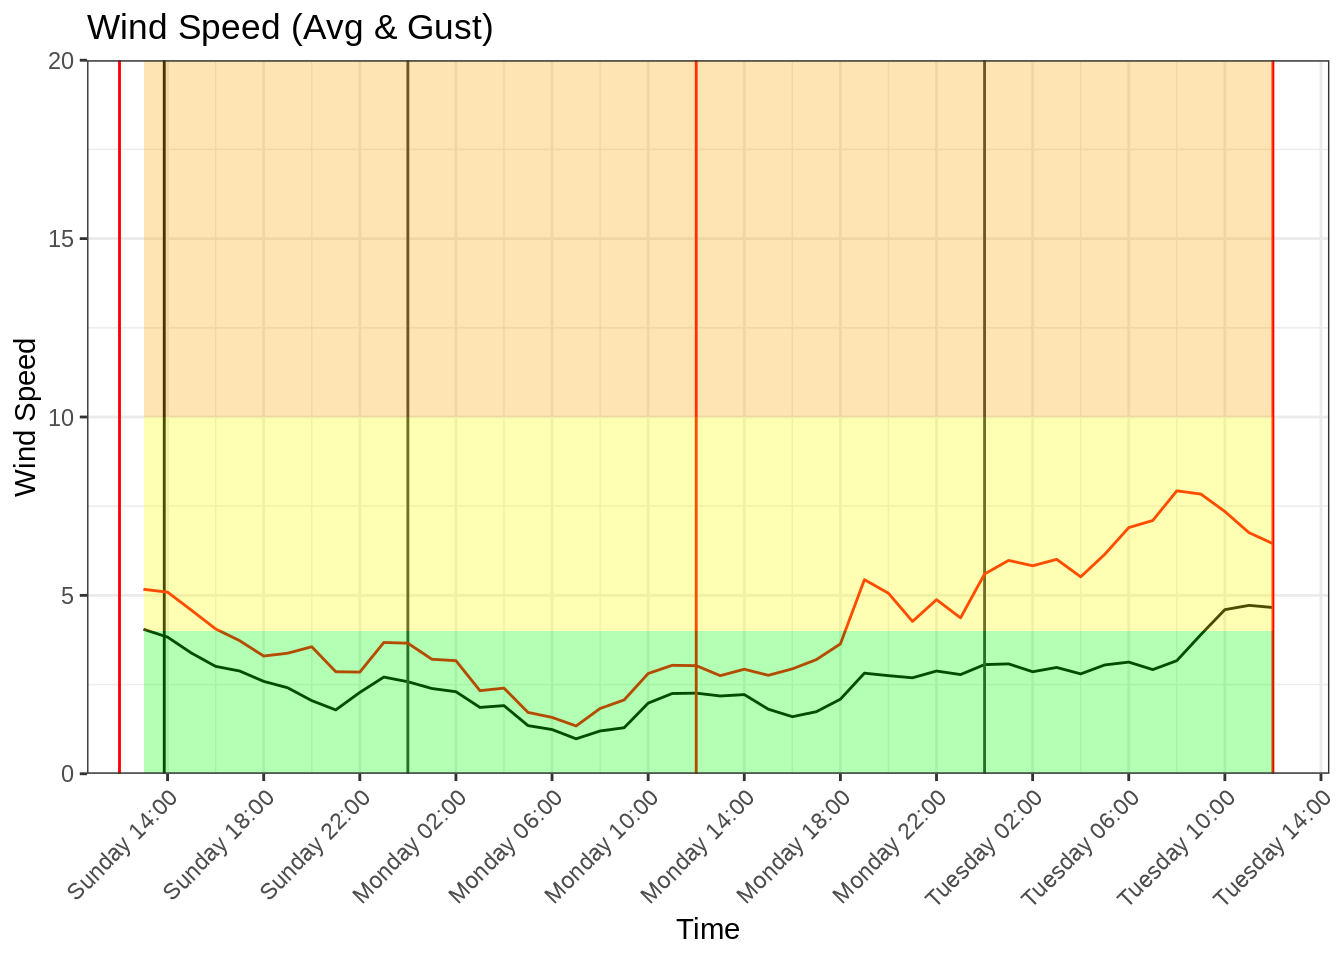 Wind Speed (Avg & Gust)
20
15
10
5
0
Wind Speed
Sunday 14:00
Sunday 18:00
Sunday 22:00
Monday 02:00
Monday 06:00
Monday 10:00
Monday 14:00
Monday 18:00
Monday 22:00
Tuesday 02:00
Tuesday 06:00
Tuesday 10:00
Tuesday 14:00
Time